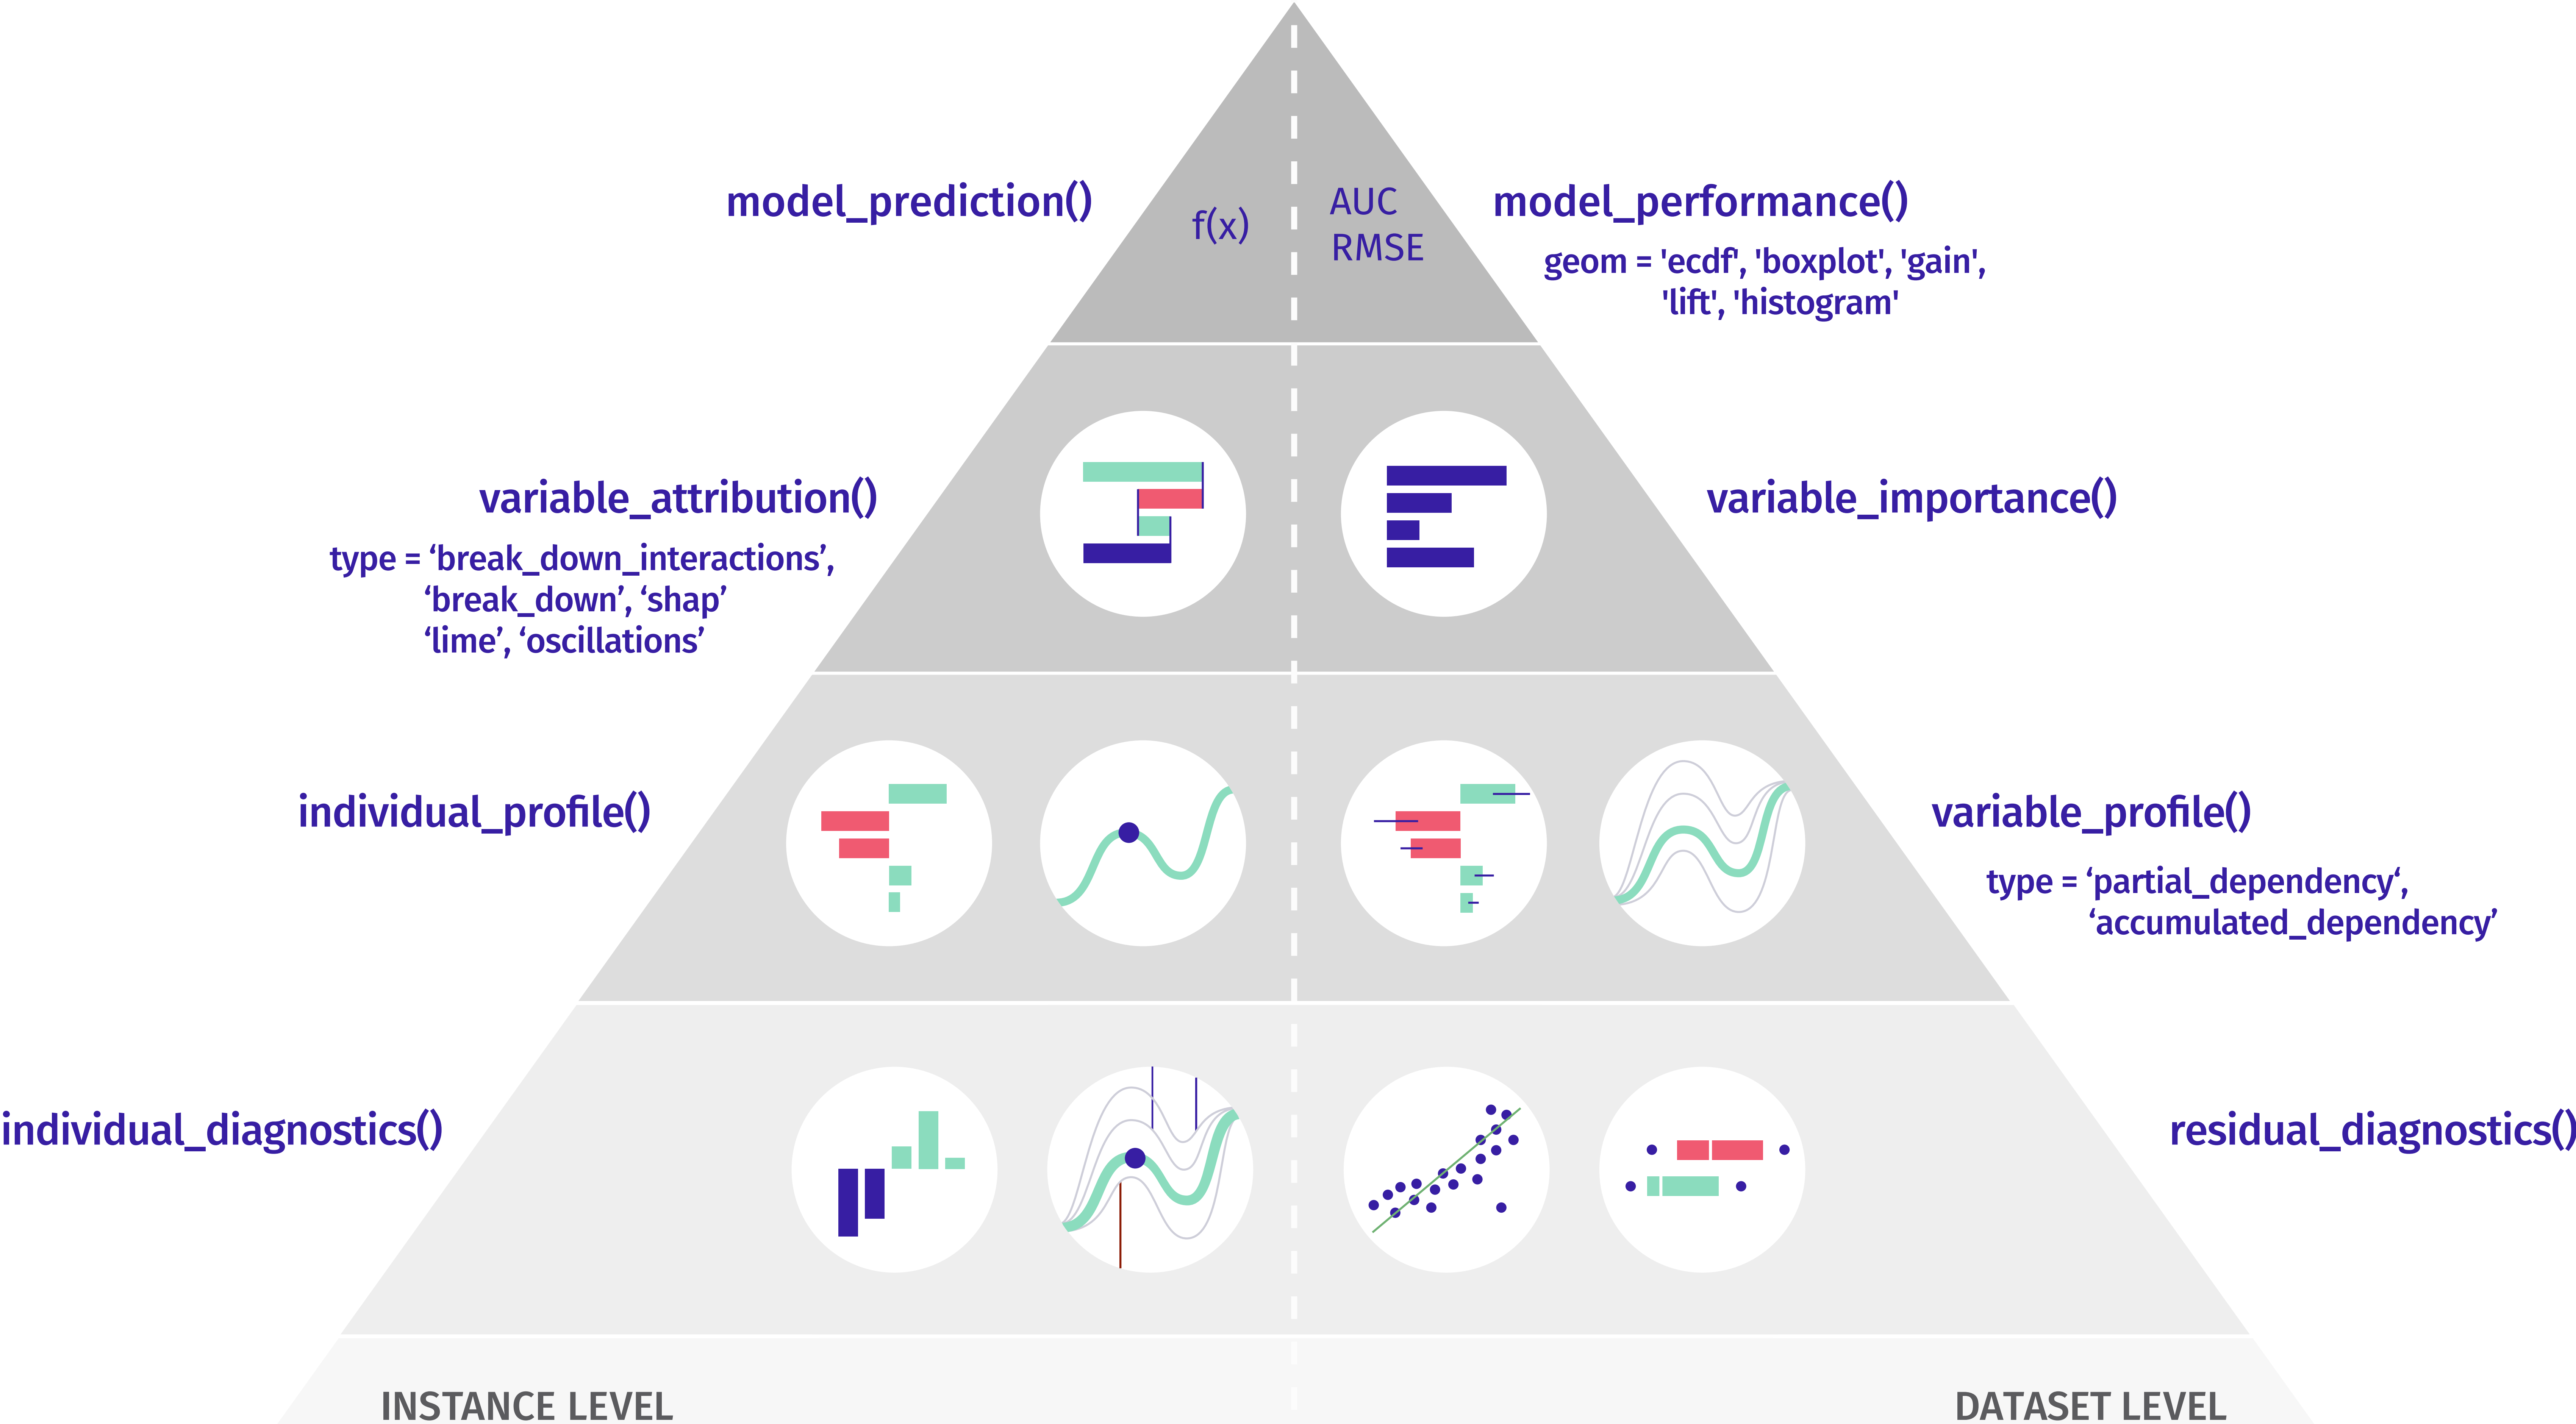 model_prediction()
f(x)
AUC
RMSE
model_performance()
geom = 'ecdf', 'boxplot', 'gain',
'lift', 'histogram'
variable_attribution()
type = ‘break_down_interactions’,
‘break_down’, ‘shap’
‘lime’, ‘oscillations’
variable_importance()
individual_profile()
variable_profile()
type = ‘partial_dependency‘,
‘accumulated_dependency’
individual_diagnostics()
residual_diagnostics()
INSTANCE LEVEL
DATASET LEVEL